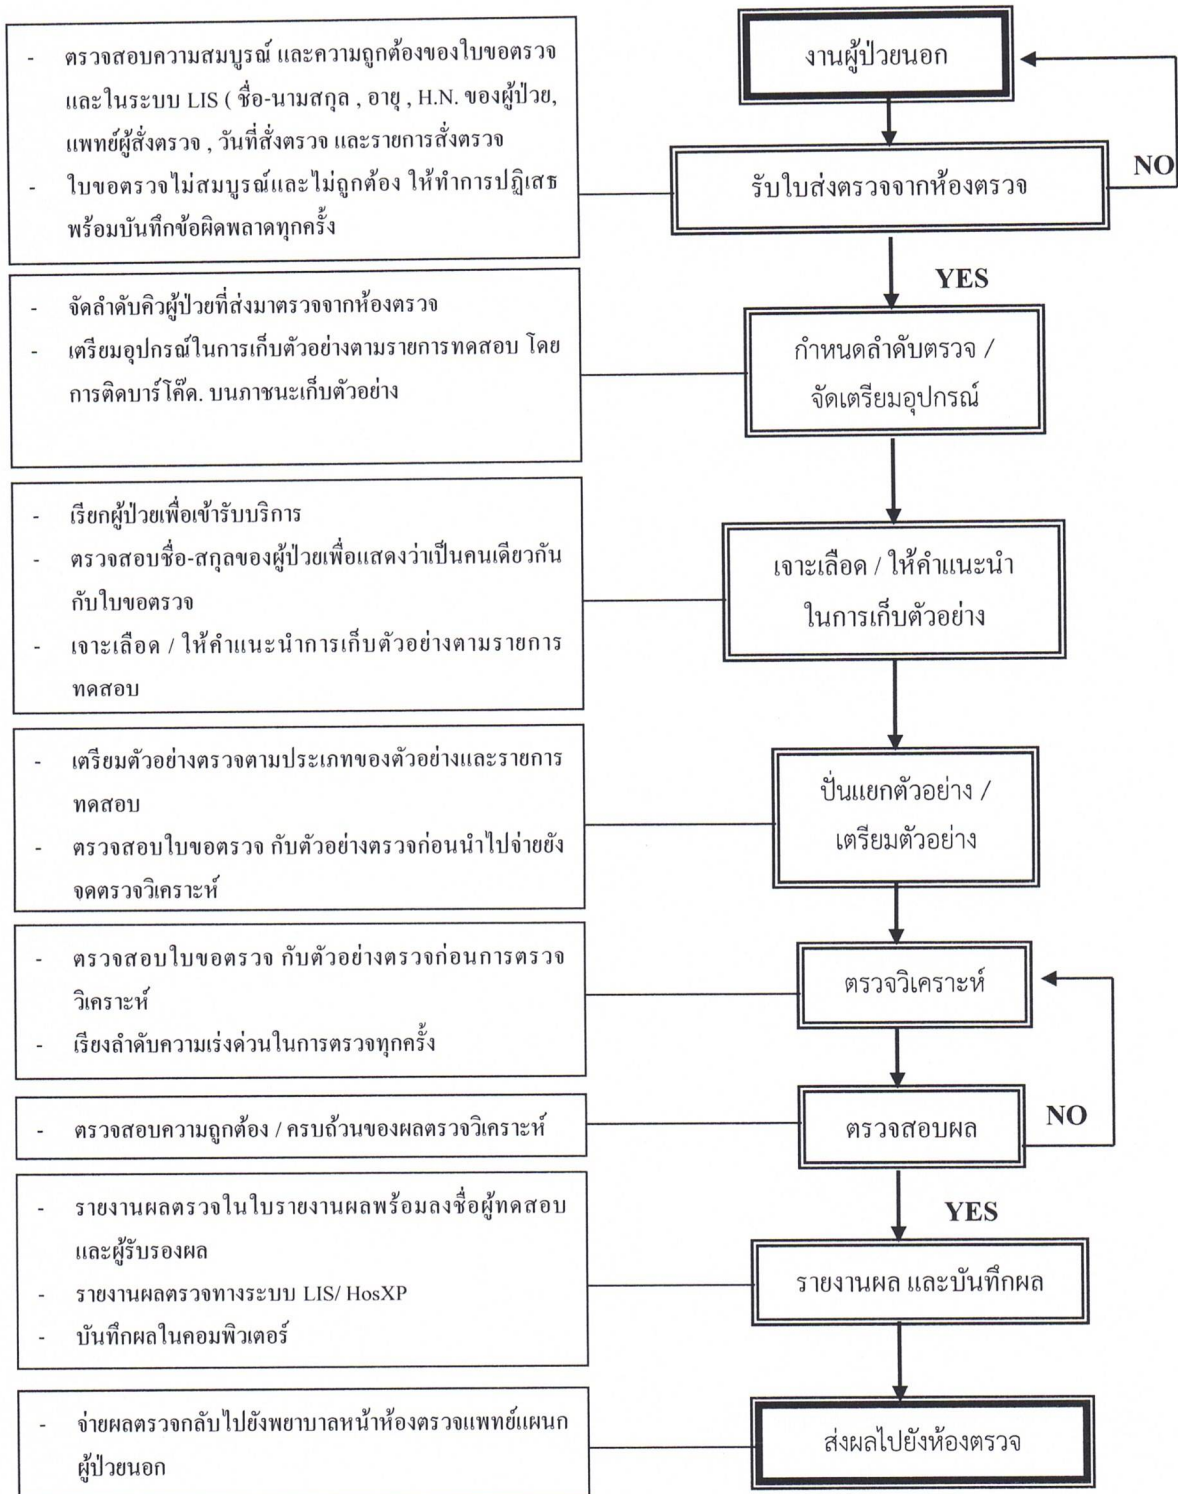 งานผู้ป่วยนอก
- ตรวจสอบความสมบูรณ์ และความถูกต้องของใบขอตรวจ
และในระบบ LIS ( ชื่อ-นามสกุล , อายุ , H.N. ของผู้ป่วย,
แพทย์ผู้สั่งตรวจ , วันที่สั่งตรวจ และรายการสั่งตรวจ
- ใบขอตรวจไม่สมบูรณ์และไม่ถูกต้อง ให้ทำการปฏิเสธ
พร้อมบันทึกข้อผิดพลาดทุกครั้ง
รับใบส่งตรวจจากห้องตรวจ
NO
YES
- จัดลำดับคิวผู้ป่วยที่ส่งมาตรวจจากห้องตรวจ
- เตรียมอุปกรณ์ในการเก็บตัวอย่างตามรายการทดสอบ โดย
การติดบาร์โค๊ด. บนภาชนะเก็บตัวอย่าง
กำหนดลำดับตรวจ /
จัดเตรียมอุปกรณ์
- เรียกผู้ป่วยเพื่อเข้ารับบริการ
- ตรวจสอบชื่อ-สกุลของผู้ป่วยเพื่อแสดงว่าเป็นคนเดียวกัน
กับใบขอตรวจ
- เจาะเลือด / ให้คำแนะนำการเก็บตัวอย่างตามรายการ
ทดสอบ
เจาะเลือด / ให้คำแนะนำ
ในการเก็บตัวอย่าง
- เตรียมตัวอย่างตรวจตามประเภทของตัวอย่างและรายการ
ทดสอบ
- ตรวจสอบใบขอตรวจ กับตัวอย่างตรวจก่อนนำไปจ่ายยัง
จดตรวจวิเคราะห์
ปั่นแยกตัวอย่าง /
เตรียมตัวอย่าง
- ตรวจสอบใบขอตรวจ กับตัวอย่างตรวจก่อนการตรวจ
วิเคราะห์
- เรียงลำดับความเร่งด่วนในการตรวจทุกครั้ง
ตรวจวิเคราะห์
- ตรวจสอบความถูกต้อง / ครบถ้วนของผลตรวจวิเคราะห์
ตรวจสอบผล
NO
YES
- รายงานผลตรวจในใบรายงานผลพร้อมลงชื่อผู้ทดสอบ
และผู้รับรองผล
- รายงานผลตรวจทางระบบ LIS/ HosXP
- บันทึกผลในคอมพิวเตอร์
รายงานผล และบันทึกผล
- จ่ายผลตรวจกลับไปยังพยาบาลหน้าห้องตรวจแพทย์แผนก
ผู้ป่วยนอก
ส่งผลไปยังห้องตรวจ